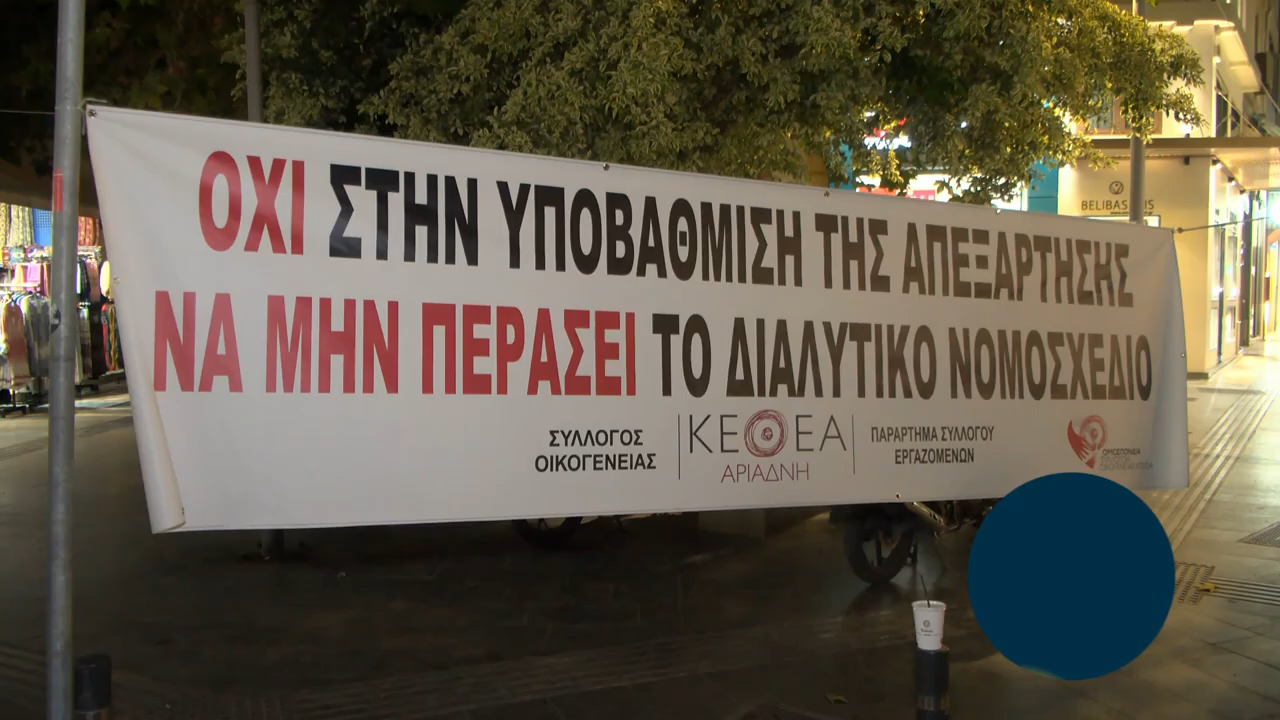 ΟΧΙ ΣΤΗΝ ΥΠΟΒΑΘΜΙΣΗ ΤΗΣ ΑΠΕΞΑΡΤΗΣΗΣ
ΝΑ ΜΗΝ ΠΕΡΑΣΕΙ ΤΟ ΔΙΑΛΥΤΙΚΟ ΝΟΜΟΣΧΕΔΙΟ
ΣΥΛΛΟΓΟΣ
ΟΙΚΟΓΕΝΕΙΑΣ
ΚΕΘΕΑ
ΑΡΙΑΔΝΗ
ΠΑΡΑΡΤΗΜΑ ΣΥΛΛΟΓΟΥ
ΕΡΓΑΖΟΜΕΝΩΝ
ΟΜΟΣΠΟΝΔΙΑ